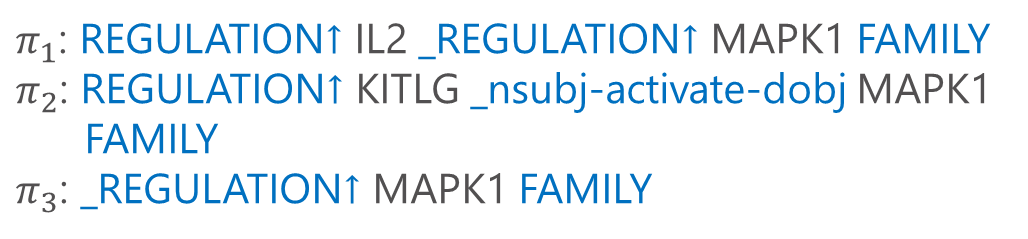 π₁: REGULATION↑ IL2 _REGULATION↑ MAPK1 FAMILY
π₂: REGULATION↑ KITLG _nsubj-activate-dobj MAPK1
FAMILY
π₃: _REGULATION↑ MAPK1 FAMILY